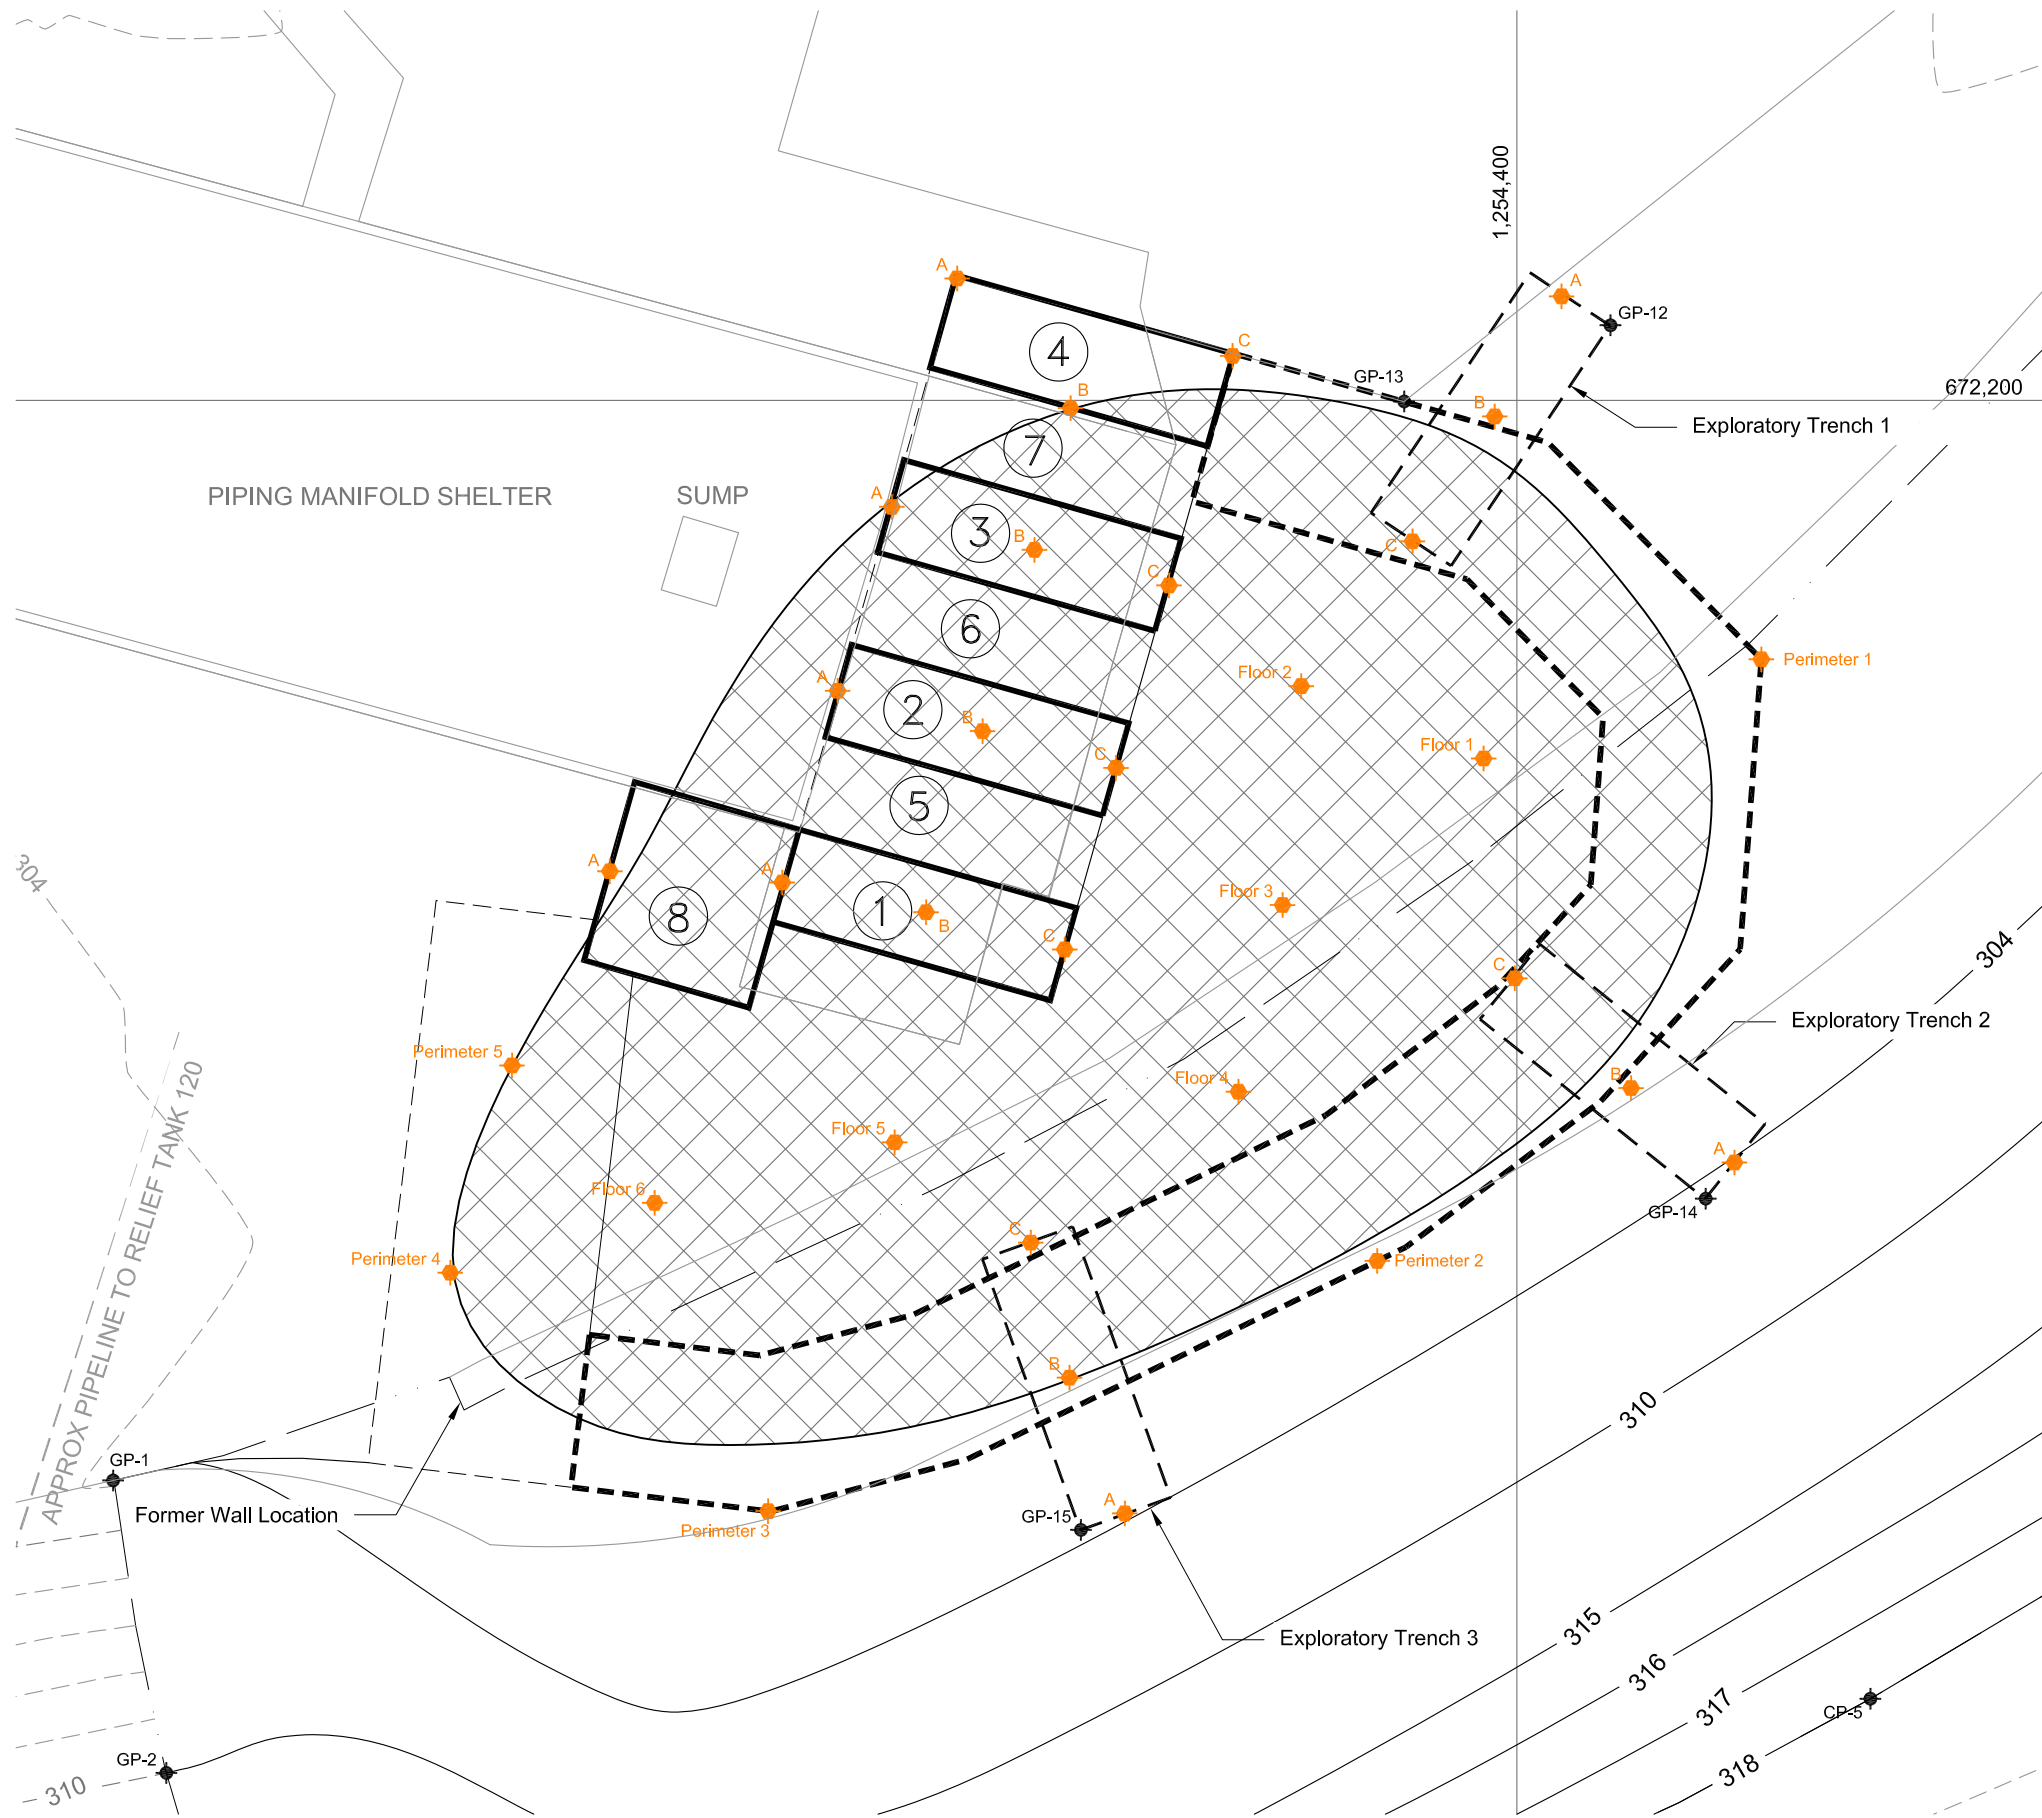 1,254,400
A
A
GP-12
C
GP-13
672,200
4
B
B
Exploratory Trench 1
7
PIPING MANIFOLD SHELTER
SUMP
A
3
B
C
C
6
Perimeter 1
Floor 2
A
2
B
Floor 1
C
5
304
A
A
8
1
B
Floor 3
C
304
C
Exploratory Trench 2
Perimeter 5
Floor 4
B
APPROX PIPELINE TO RELIEF TANK 120
Floor 5
A
Floor 6
GP-14
C
Perimeter 4
Perimeter 2
B
310
GP-1
Former Wall Location
A
GP-15
Perimeter 3
Exploratory Trench 3
315
316
317
CP-5
GP-2
318
310